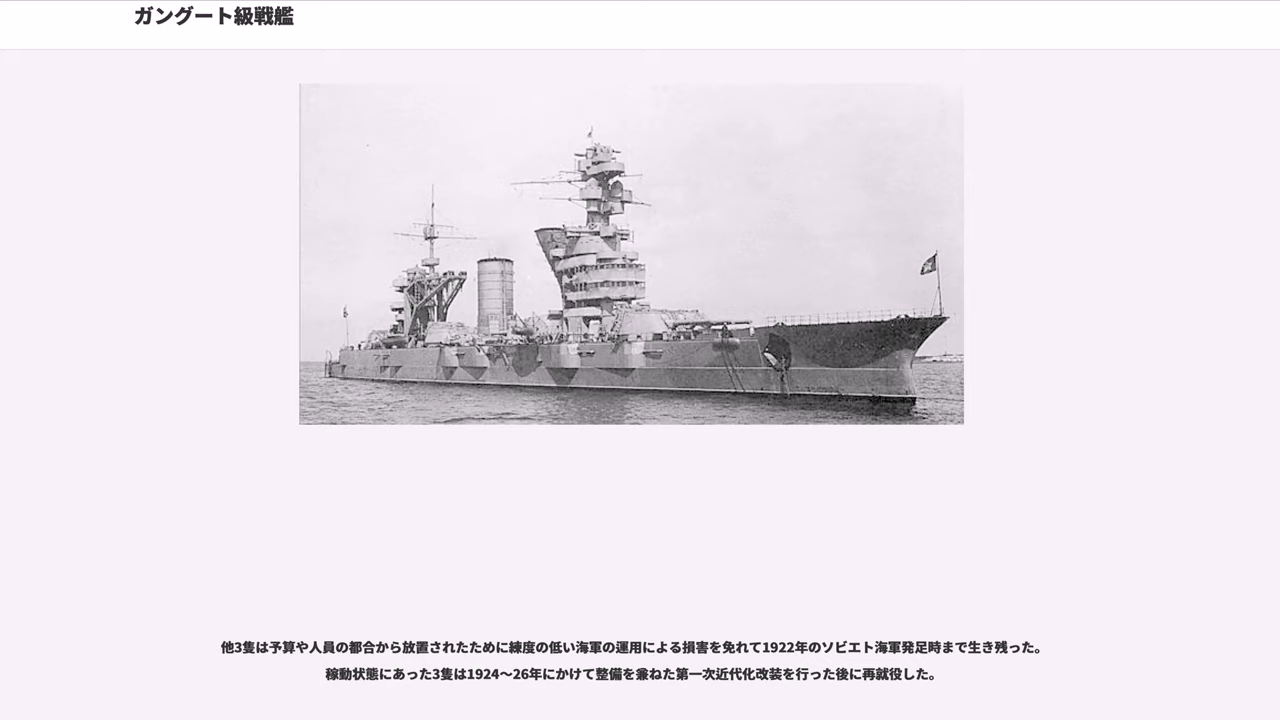 ガングート級戦艦
他3隻は予算や人員の都合から放置されたために練度の低い海軍の運用による損害を免れて1922年のソビエト海軍発足時まで生き残った。
稼動状態にあった3隻は1924～26年にかけて整備を兼ねた第一次近代化改装を行った後に再就役した。